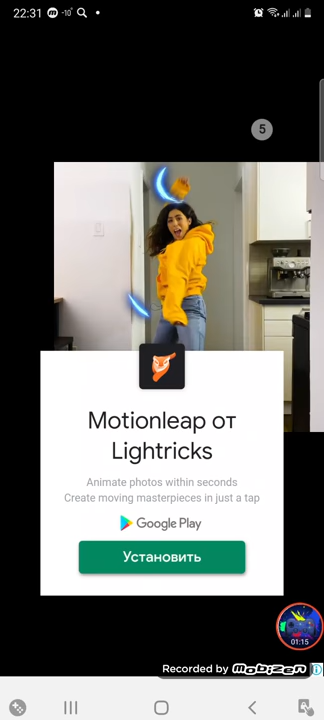 22:31 -10°
5
Motionleap от
Lightricks
Animate photos within seconds
Create moving masterpieces in just a tap
Google Play
Установить
01:15
Recorded by MOBIZEN